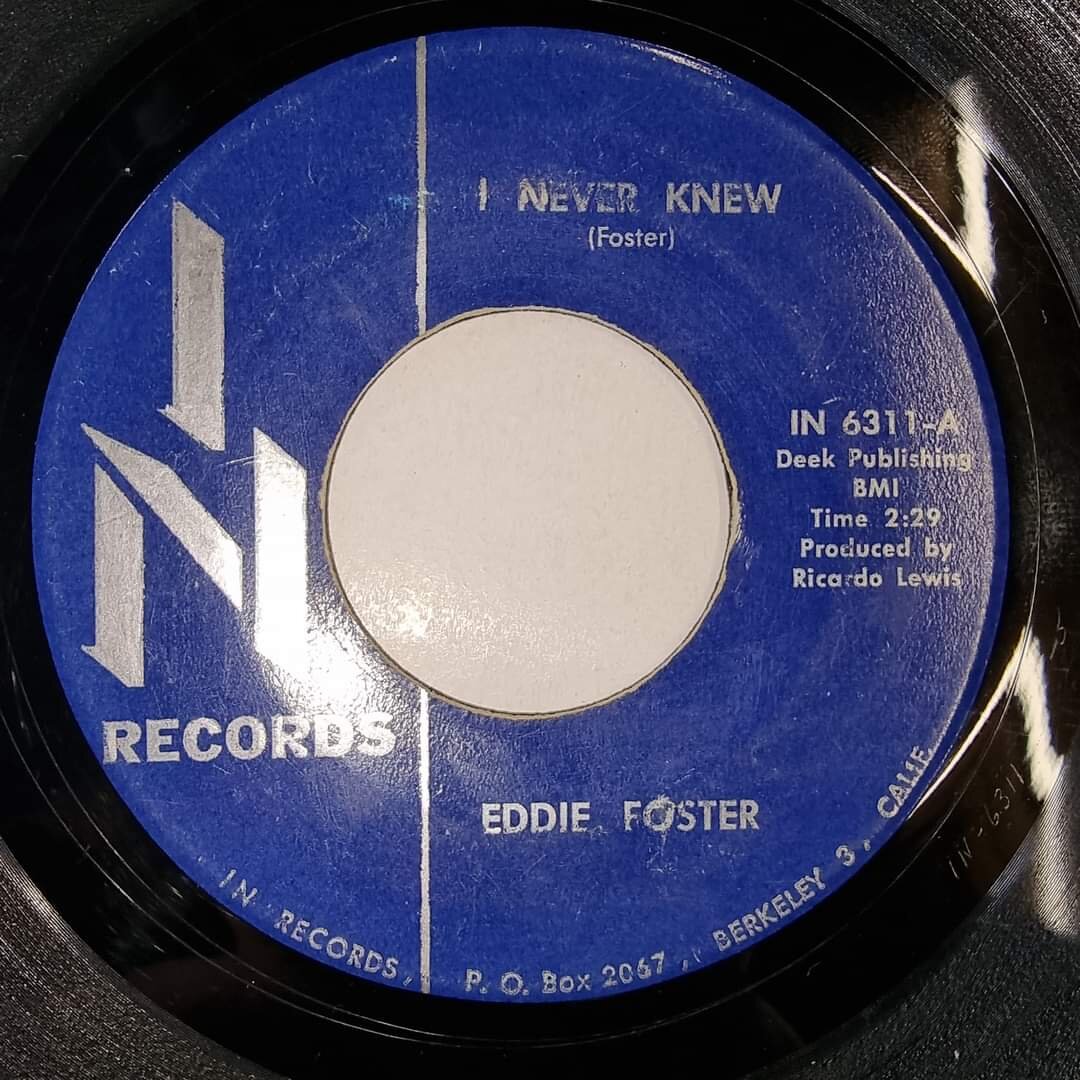 I NEVER KNEW
(Foster)
IN
RECORDS
IN 6311-A
Deek Publishing
BMI
Time 2:29
Produced by
Ricardo Lewis
EDDIE FOSTER
IN RECORDS, P. O. Box 2067, BERKELEY 3, CALIF.
IN-6311